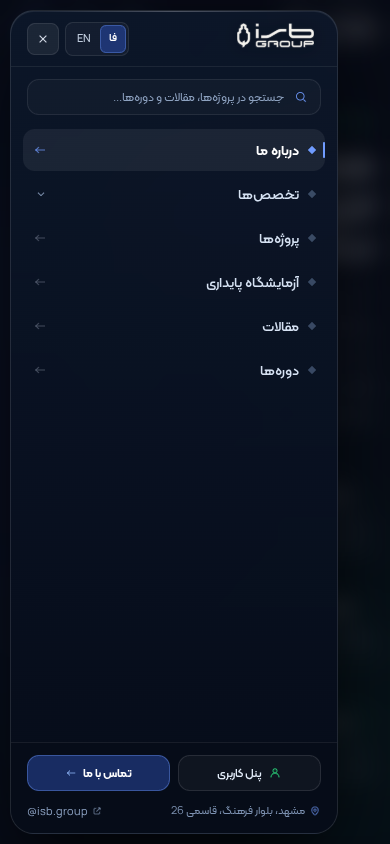 isb
GROUP
فا
EN
جستجو در پروژه‌ها، مقالات و دوره‌ها...
درباره ما
تخصص‌ها
پروژه‌ها
آزمایشگاه پایداری
مقالات
دوره‌ها
پنل کاربری
تماس با ما
مشهد، بلوار فرهنگ، قاسمی 26
@isb.group